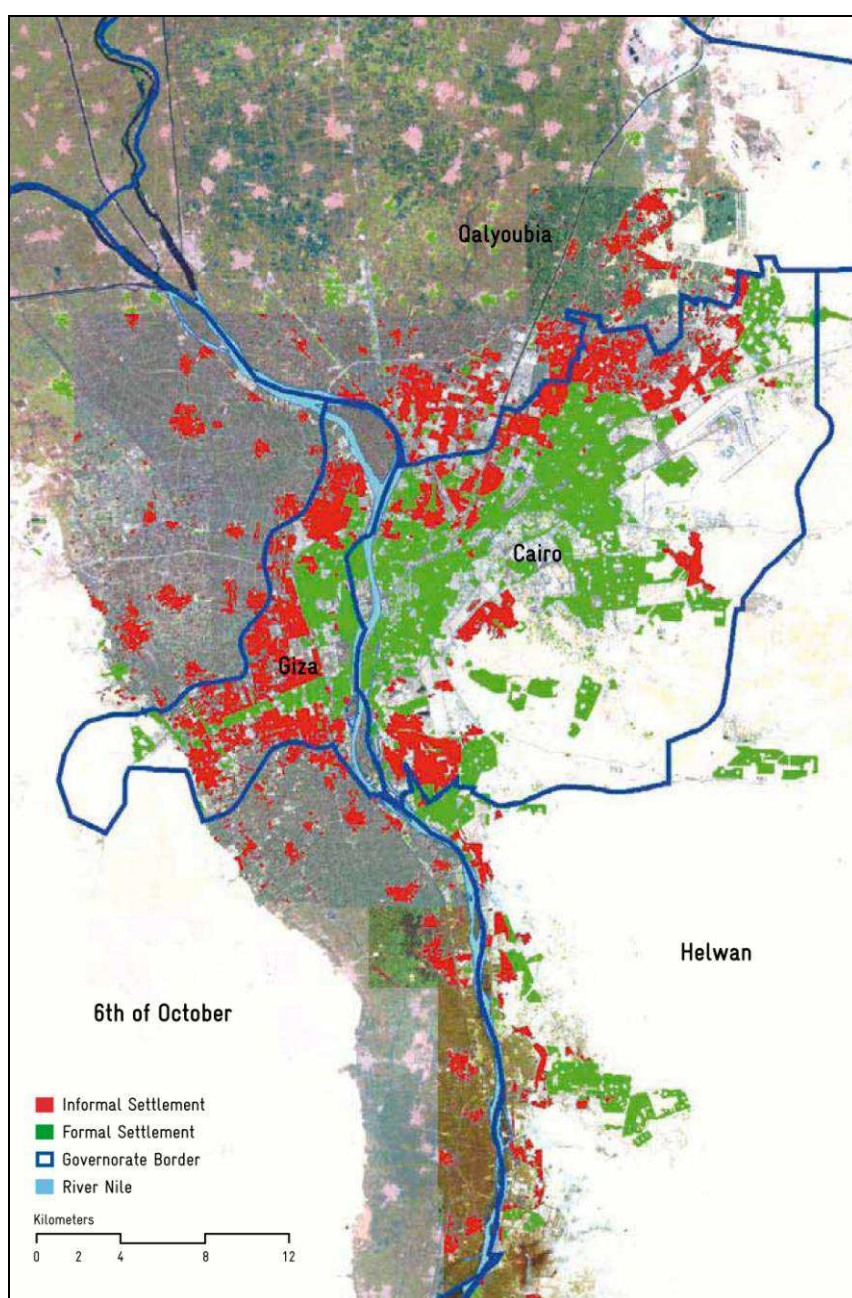 Qalyoubia
Cairo
Giza
Helwan
6th of October
Informal Settlement
Formal Settlement
Governorate Border
River Nile
Kilometers
0 2 4 8 12